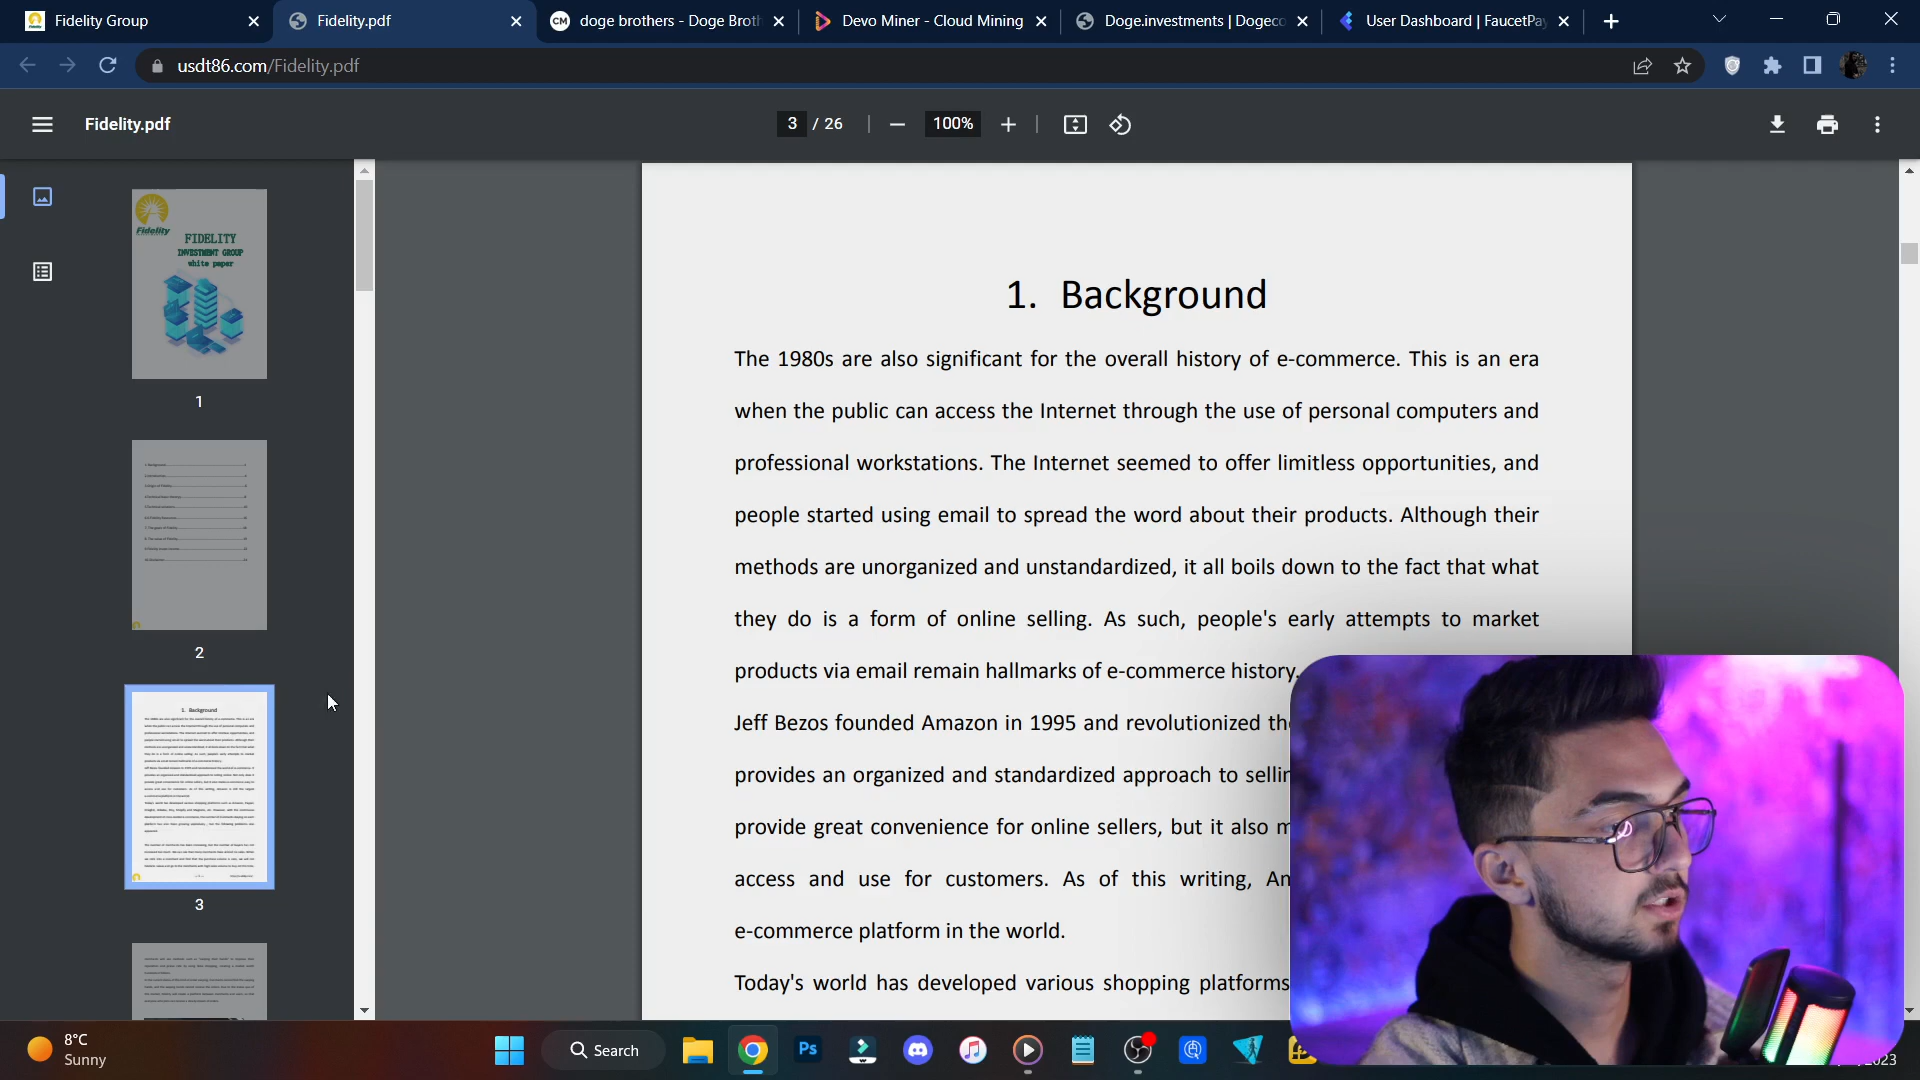 Fidelity Group
Fidelity.pdf
doge brothers - Doge Broth
Devo Miner - Cloud Mining
Doge.investments | Dogeco
User Dashboard | FaucetPay
usdt86.com/Fidelity.pdf
Fidelity.pdf
3 / 26
100%
Fidelity
FIDELITY
INVESTMENT GROUP
white paper
1
2
1. Background
3
1. Background
The 1980s are also significant for the overall history of e-commerce. This is an era
when the public can access the Internet through the use of personal computers and
professional workstations. The Internet seemed to offer limitless opportunities, and
people started using email to spread the word about their products. Although their
methods are unorganized and unstandardized, it all boils down to the fact that what
they do is a form of online selling. As such, people's early attempts to market
products via email remain hallmarks of e-commerce history.
Jeff Bezos founded Amazon in 1995 and revolutionized the
provides an organized and standardized approach to sellin
provide great convenience for online sellers, but it also m
access and use for customers. As of this writing, Am
e-commerce platform in the world.
Today's world has developed various shopping platforms
8°C
Sunny
Search
Ps
2023